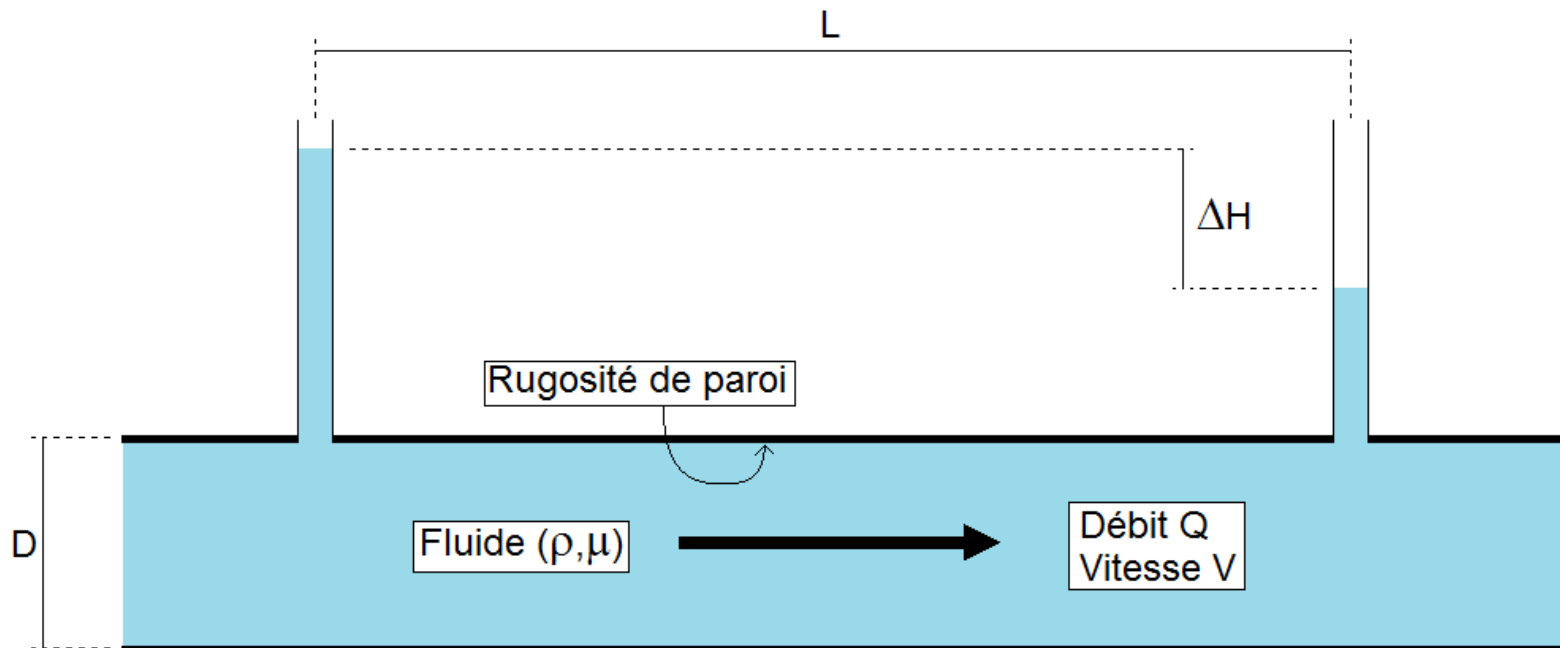 L
ΔH
Rugosité de paroi
D
Fluide (ρ,μ)
Débit Q
Vitesse V